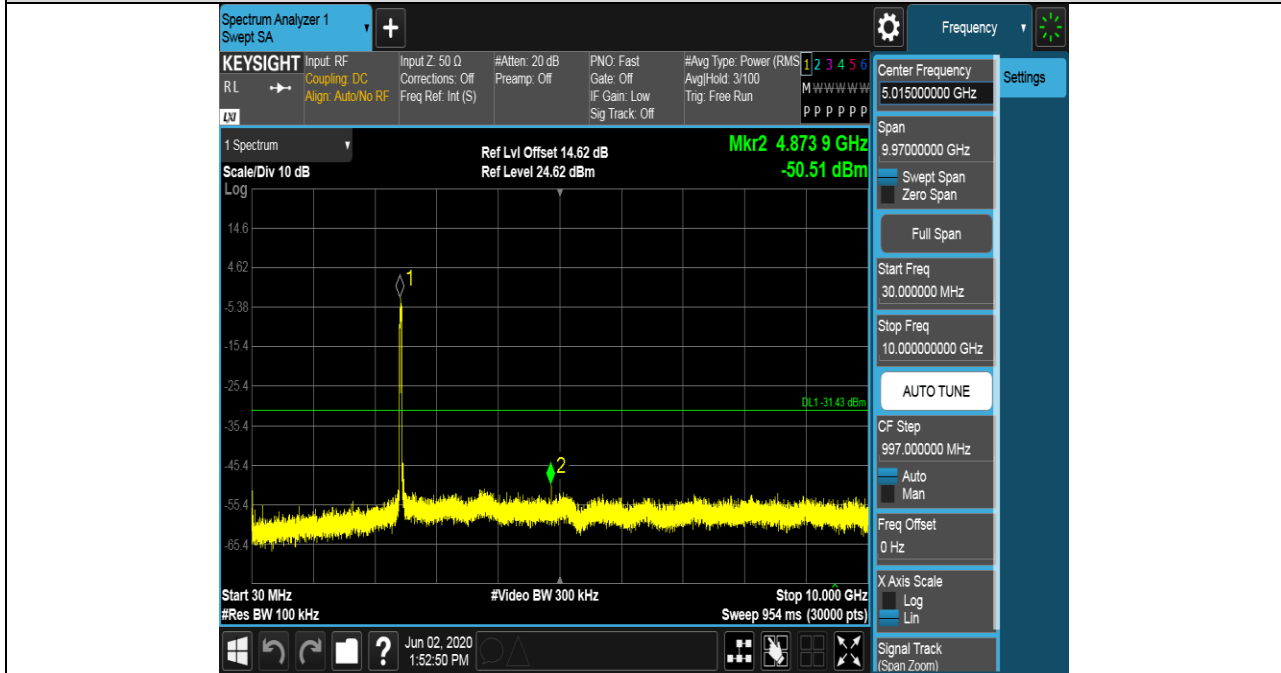 Spectrum Analyzer 1
Swept SA
+
Frequency
KEYSIGHT
RL
LXI
Input: RF
Coupling: DC
Align: Auto/No RF
Input Z: 50 Ω
Corrections: Off
Freq Ref: Int (S)
#Atten: 20 dB
Preamp: Off
PNO: Fast
Gate: Off
IF Gain: Low
Sig Track: Off
#Avg Type: Power (RMS
Avg|Hold: 3/100
Trig: Free Run
1 2 3 4 5 6
M W W W W W
P P P P P P
Center Frequency
5.015000000 GHz
Settings
Span
9.97000000 GHz
Swept Span
Zero Span
Full Span
Start Freq
30.000000 MHz
Stop Freq
10.000000000 GHz
AUTO TUNE
CF Step
997.000000 MHz
Auto
Man
Freq Offset
0 Hz
X Axis Scale
Log
Lin
Signal Track
(Span Zoom)
1 Spectrum
Scale/Div 10 dB
Ref Lvl Offset 14.62 dB
Ref Level 24.62 dBm
Mkr2 4.873 9 GHz
-50.51 dBm
Log
14.6
4.62
-5.38
-15.4
-25.4
-35.4
-45.4
-55.4
-65.4
1
2
DL1 -31.43 dBm
Start 30 MHz
#Video BW 300 kHz
Stop 10.000 GHz
#Res BW 100 kHz
Sweep 954 ms (30000 pts)
?
Jun 02, 2020
1:52:50 PM